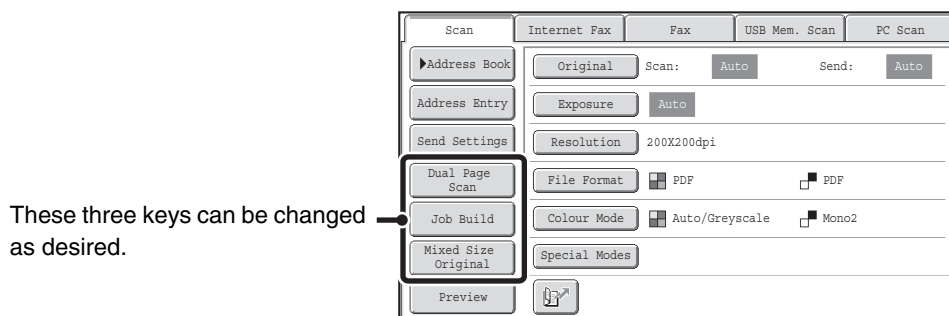 Scan Internet Fax Fax USB Mem. Scan PC Scan
Address Book Original Scan: Auto Send: Auto
Address Entry Exposure Auto
Send Settings Resolution 200X200dpi
Dual Page
Scan
File Format PDF PDF
These three keys can be changed
as desired.
Job Build Colour Mode Auto/Greyscale Mono2
Mixed Size
Original
Special Modes
Preview